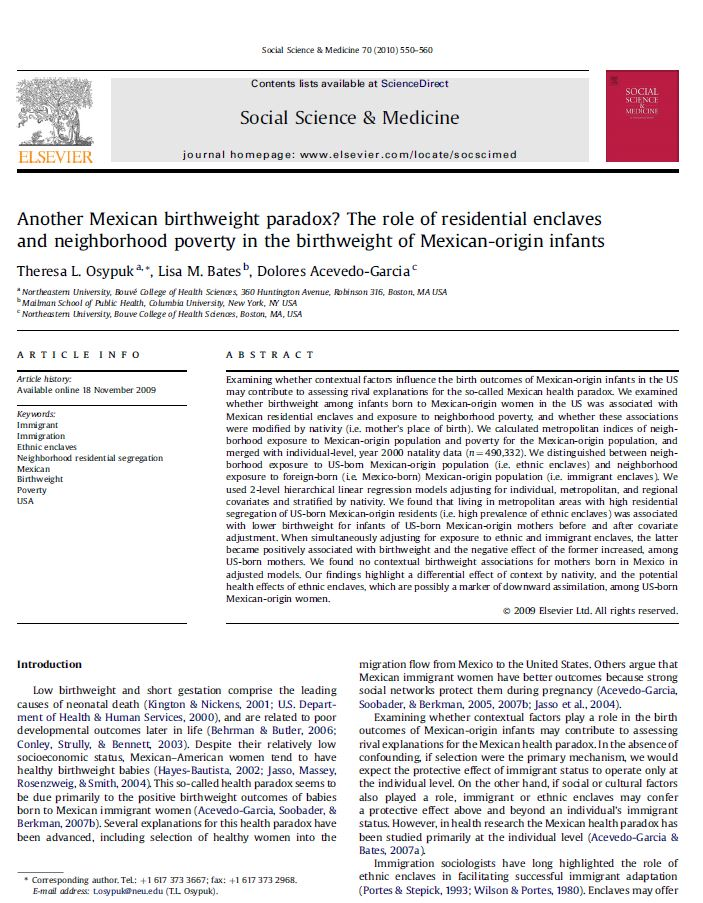 Social Science & Medicine 70 (2010) 550–560
Contents lists available at ScienceDirect
Social Science & Medicine
journal homepage: www.elsevier.com/locate/socscimed
ELSEVIER
SOCIAL
SCIENCE
&
MEDICINE
Another Mexican birthweight paradox? The role of residential enclaves
and neighborhood poverty in the birthweight of Mexican-origin infants
Theresa L. Osypuk a,*, Lisa M. Bates b, Dolores Acevedo-Garcia c
a Northeastern University, Bouvé College of Health Sciences, 360 Huntington Avenue, Robinson 316, Boston, MA USA
b Mailman School of Public Health, Columbia University, New York, NY USA
c Northeastern University, Bouve College of Health Sciences, Boston, MA, USA
ARTICLE INFO
Article history:
Available online 18 November 2009
Keywords:
Immigrant
Immigration
Ethnic enclaves
Neighborhood residential segregation
Mexican
Birthweight
Poverty
USA
ABSTRACT
Examining whether contextual factors influence the birth outcomes of Mexican-origin infants in the US
may contribute to assessing rival explanations for the so-called Mexican health paradox. We examined
whether birthweight among infants born to Mexican-origin women in the US was associated with
Mexican residential enclaves and exposure to neighborhood poverty, and whether these associations
were modified by nativity (i.e. mother's place of birth). We calculated metropolitan indices of neigh-
borhood exposure to Mexican-origin population and poverty for the Mexican-origin population, and
merged with individual-level, year 2000 natality data (n = 490,332). We distinguished between neigh-
borhood exposure to US-born Mexican-origin population (i.e. ethnic enclaves) and neighborhood
exposure to foreign-born (i.e. Mexico-born) Mexican-origin population (i.e. immigrant enclaves). We
used 2-level hierarchical linear regression models adjusting for individual, metropolitan, and regional
covariates and stratified by nativity. We found that living in metropolitan areas with high residential
segregation of US-born Mexican-origin residents (i.e. high prevalence of ethnic enclaves) was associated
with lower birthweight for infants of US-born Mexican-origin mothers before and after covariate
adjustment. When simultaneously adjusting for exposure to ethnic and immigrant enclaves, the latter
became positively associated with birthweight and the negative effect of the former increased, among
US-born mothers. We found no contextual birthweight associations for mothers born in Mexico in
adjusted models. Our findings highlight a differential effect of context by nativity, and the potential
health effects of ethnic enclaves, which are possibly a marker of downward assimilation, among US-born
Mexican-origin women.
© 2009 Elsevier Ltd. All rights reserved.
Introduction
Low birthweight and short gestation comprise the leading
causes of neonatal death (Kington & Nickens, 2001; U.S. Depart-
ment of Health & Human Services, 2000), and are related to poor
developmental outcomes later in life (Behrman & Butler, 2006;
Conley, Strully, & Bennett, 2003). Despite their relatively low
socioeconomic status, Mexican–American women tend to have
healthy birthweight babies (Hayes-Bautista, 2002; Jasso, Massey,
Rosenzweig, & Smith, 2004). This so-called health paradox seems to
be due primarily to the positive birthweight outcomes of babies
born to Mexican immigrant women (Acevedo-Garcia, Soobader, &
Berkman, 2007b). Several explanations for this health paradox have
been advanced, including selection of healthy women into the
* Corresponding author. Tel.: +1 617 373 3667; fax: +1 617 373 2968.
E-mail address: t.osypuk@neu.edu (T.L. Osypuk).
migration flow from Mexico to the United States. Others argue that
Mexican immigrant women have better outcomes because strong
social networks protect them during pregnancy (Acevedo-Garcia,
Soobader, & Berkman, 2005, 2007b; Jasso et al., 2004).
Examining whether contextual factors play a role in the birth
outcomes of Mexican-origin infants may contribute to assessing
rival explanations for the Mexican health paradox. In the absence of
confounding, if selection were the primary mechanism, we would
expect the protective effect of immigrant status to operate only at
the individual level. On the other hand, if social or cultural factors
also played a role, immigrant or ethnic enclaves may confer
a protective effect above and beyond an individual's immigrant
status. However, in health research the Mexican health paradox has
been studied primarily at the individual level (Acevedo-Garcia &
Bates, 2007a).
Immigration sociologists have long highlighted the role of
ethnic enclaves in facilitating successful immigrant adaptation
(Portes & Stepick, 1993; Wilson & Portes, 1980). Enclaves may offer